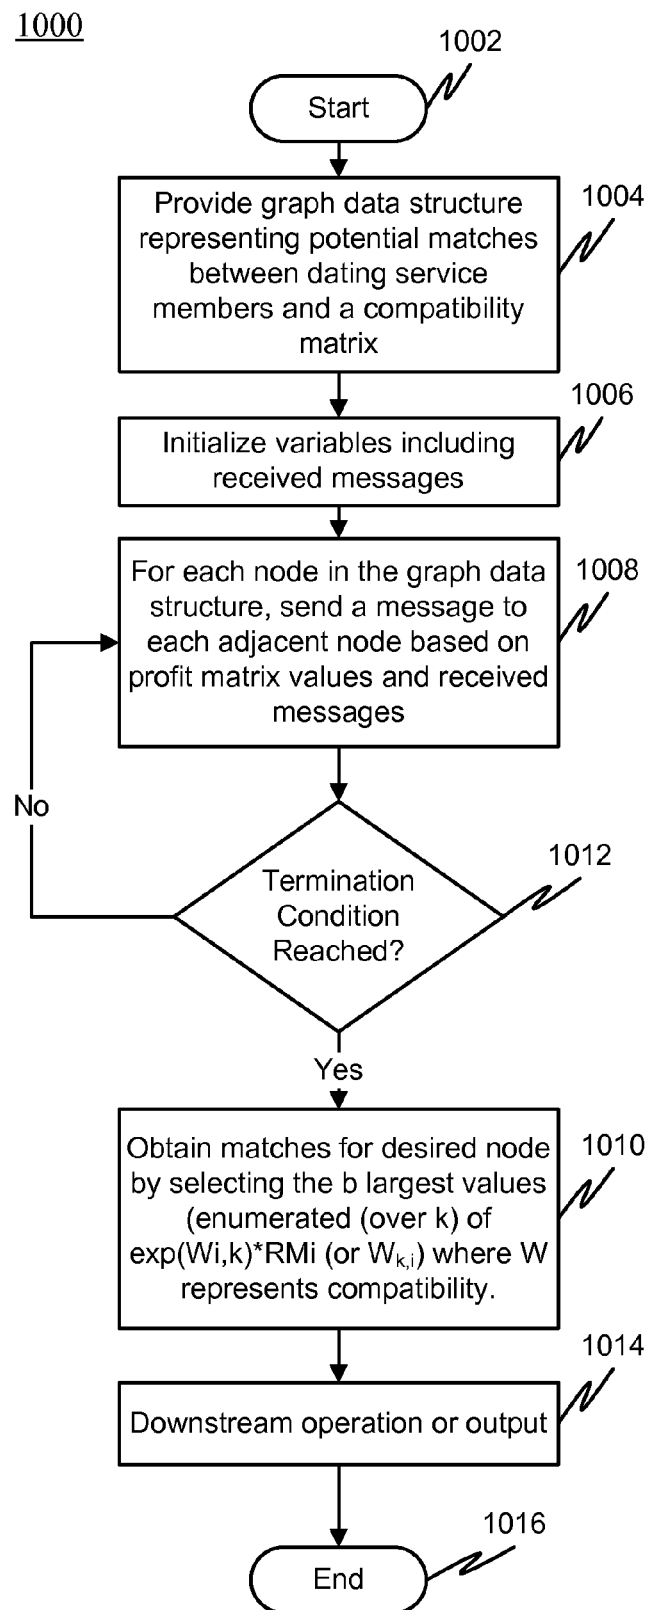 1000
1002
Start
1004
Provide graph data structure
representing potential matches
between dating service
members and a compatibility
matrix
1006
Initialize variables including
received messages
1008
For each node in the graph data
structure, send a message to
each adjacent node based on
profit matrix values and received
messages
No
1012
Termination
Condition
Reached?
Yes
1010
Obtain matches for desired node
by selecting the b largest values
(enumerated (over k) of
exp(Wi,k)*RMi (or Wk,i) where W
represents compatibility.
1014
Downstream operation or output
1016
End